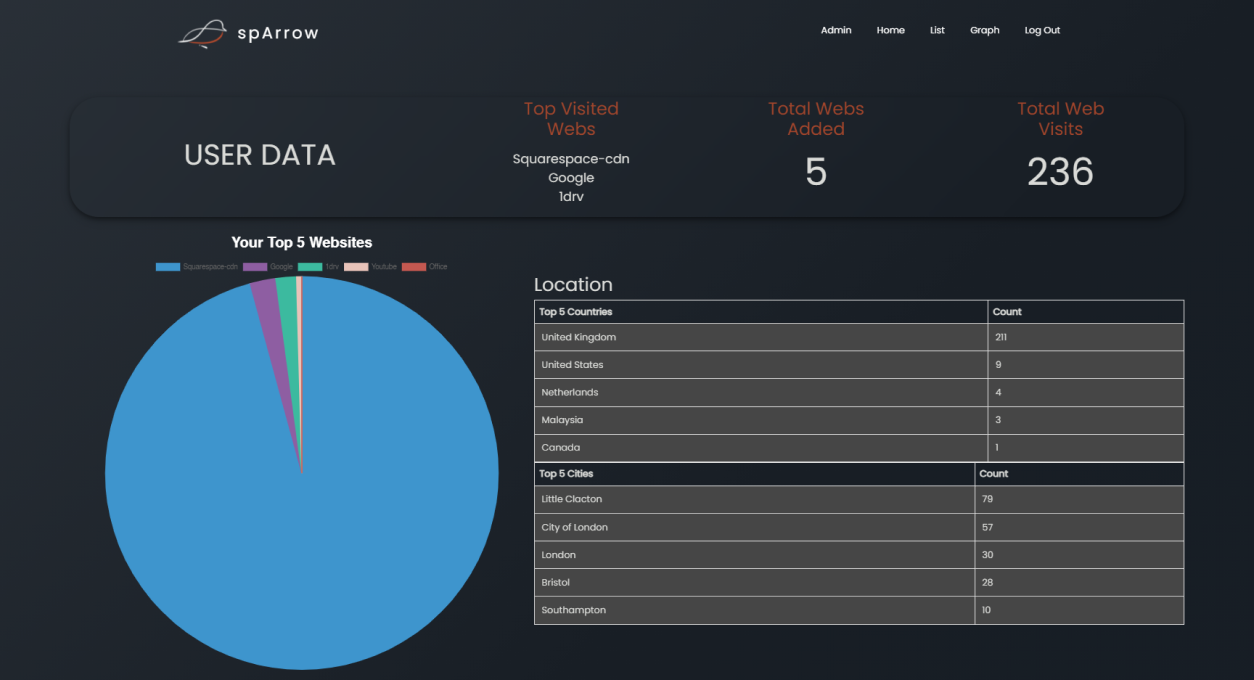 spArrow
Admin Home List Graph Log Out
USER DATA
Top Visited
Webs
Squarespace-cdn
Google
1drv
Total Webs
Added
5
Total Web
Visits
236
Your Top 5 Websites
Squarespace-cdn Google 1drv Youtube Office
Location
Top 5 Countries Count
United Kingdom 211
United States 9
Netherlands 4
Malaysia 3
Canada 1
Top 5 Cities Count
Little Clacton 79
City of London 57
London 30
Bristol 28
Southampton 10